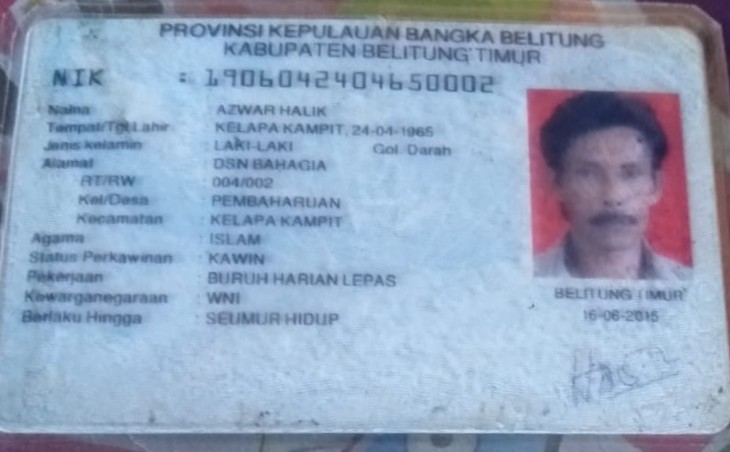 PROVINSI KEPULAUAN BANGKA BELITUNG
KABUPATEN BELITUNG TIMUR
NIK : 1906042404650002
Nama : AZWAR HALIK
Tempat/Tgl Lahir : KELAPA KAMPIT, 24-04-1965
Jenis kelamin : LAKI-LAKI Gol. Darah
Alamat : DSN BAHAGIA
RT/RW : 004/002
Kel/Desa : PEMBAHARUAN
Kecamatan : KELAPA KAMPIT
Agama : ISLAM
Status Perkawinan : KAWIN
Pekerjaan : BURUH HARIAN LEPAS
Kewarganegaraan : WNI
Berlaku Hingga : SEUMUR HIDUP
BELITUNG TIMUR
16-06-2015